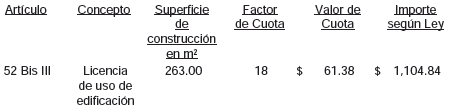 Artículo Concepto Superficie de construcción en m² Factor de Cuota Valor de Cuota Importe según Ley
52 Bis III Licencia de uso de edificación 263.00 18 $ 61.38 $ 1,104.84